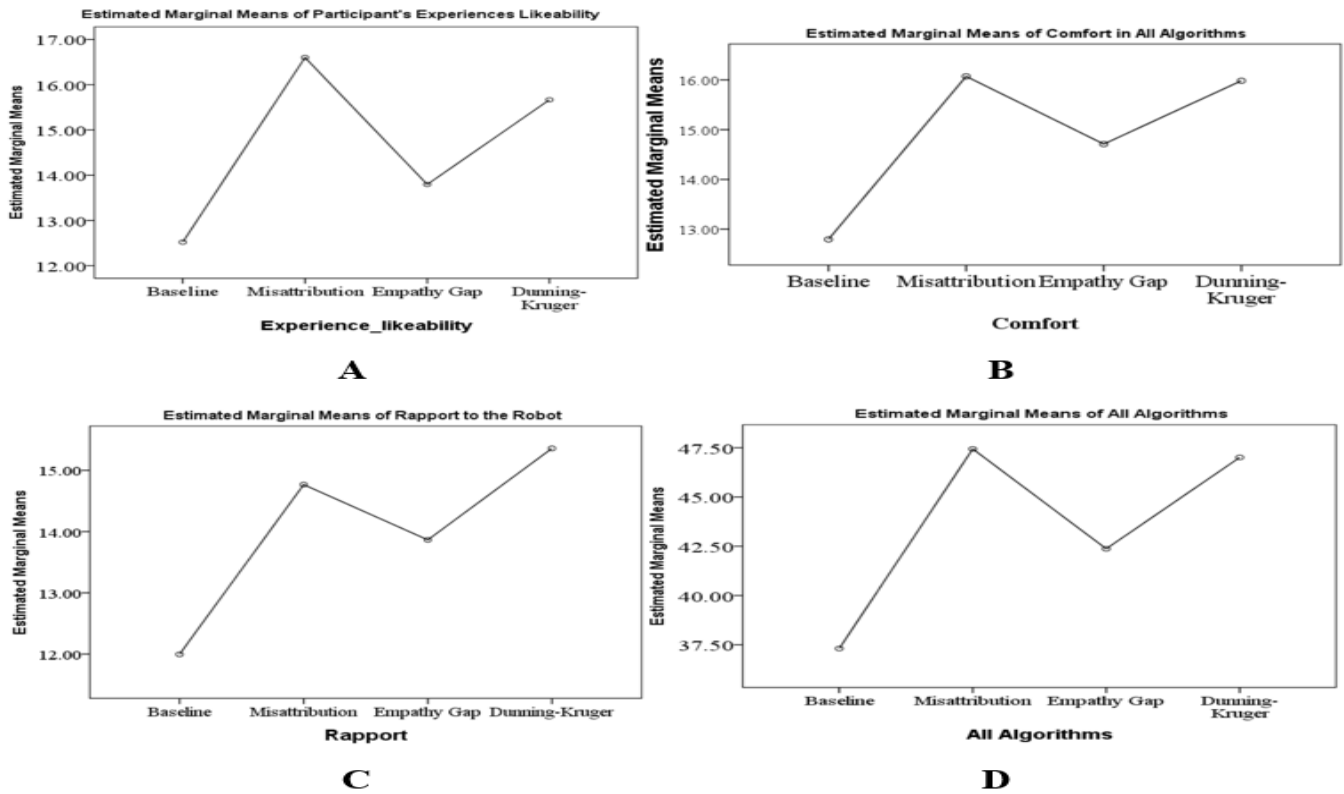 Estimated Marginal Means of Participant's Experiences Likeability
Estimated Marginal Means
17.00
16.00
15.00
14.00
13.00
12.00
Baseline
Misattribution
Empathy Gap
Dunning-
Kruger
Experience_likeability
A
Estimated Marginal Means of Comfort in All Algorithms
Estimated Marginal Means
16.00
15.00
14.00
13.00
Baseline
Misattribution
Empathy Gap
Dunning-
Kruger
Comfort
B
Estimated Marginal Means of Rapport to the Robot
Estimated Marginal Means
15.00
14.00
13.00
12.00
Baseline
Misattribution
Empathy Gap
Dunning-Kruger
Rapport
C
Estimated Marginal Means of All Algorithms
Estimated Marginal Means
47.50
45.00
42.50
40.00
37.50
Baseline
Misattribution
Empathy Gap
Dunning-
Kruger
All Algorithms
D